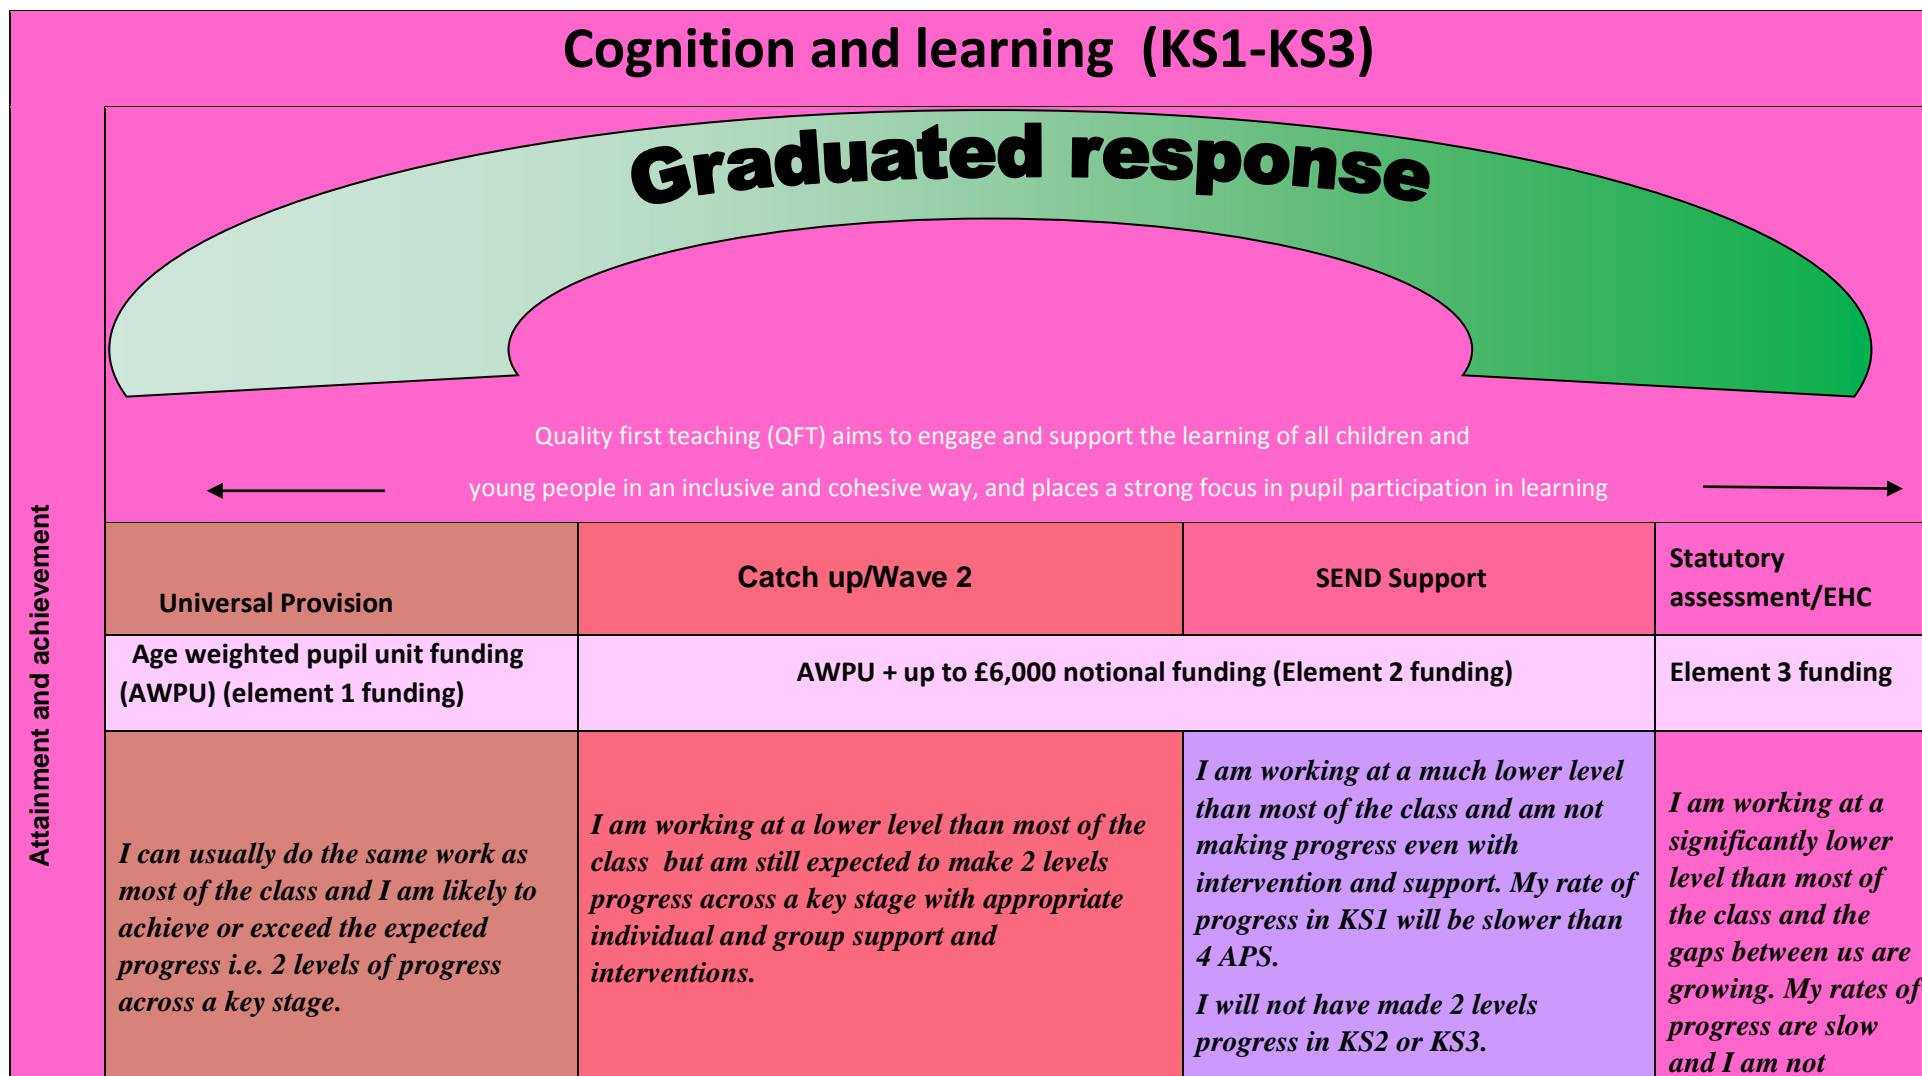 Cognition and learning (KS1-KS3)
Graduated response
Quality first teaching (QFT) aims to engage and support the learning of all children and
young people in an inclusive and cohesive way, and places a strong focus in pupil participation in learning
Attainment and achievement
Universal Provision
Catch up/Wave 2
SEND Support
Statutory
assessment/EHC
Age weighted pupil unit funding
(AWPU) (element 1 funding)
AWPU + up to £6,000 notional funding (Element 2 funding)
Element 3 funding
I can usually do the same work as
most of the class and I am likely to
achieve or exceed the expected
progress i.e. 2 levels of progress
across a key stage.
I am working at a lower level than most of the
class but am still expected to make 2 levels
progress across a key stage with appropriate
individual and group support and
interventions.
I am working at a much lower level
than most of the class and am not
making progress even with
intervention and support. My rate of
progress in KS1 will be slower than
4 APS.
I will not have made 2 levels
progress in KS2 or KS3.
I am working at a
significantly lower
level than most of
the class and the
gaps between us are
growing. My rates of
progress are slow
and I am not